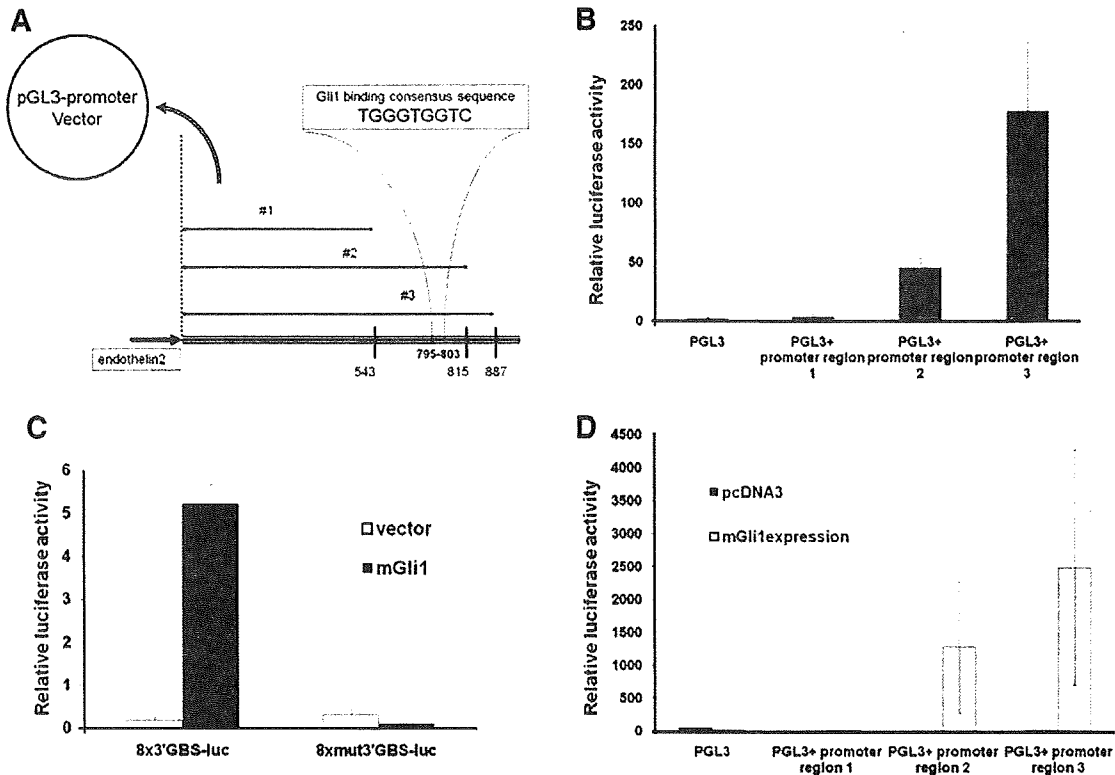 A
pGL3-promoter
Vector
Gli1 binding consensus sequence
TGGGTGGTC
#1
#2
#3
endothelin2
795-803
543
815
887
B
Relative luciferase activity
250
200
150
100
50
0
PGL3
PGL3+
promoter region
1
PGL3+
promoter region
2
PGL3+
promoter region
3
C
Relative luciferase activity
6
5
4
3
2
1
0
vector
mGli1
8x3'GBS-luc
8xmut3'GBS-luc
D
Relative luciferase activity
4500
4000
3500
3000
2500
2000
1500
1000
500
0
pcDNA3
mGli1expression
PGL3
PGL3+ promoter
region 1
PGL3+ promoter
region 2
PGL3+ promoter
region 3